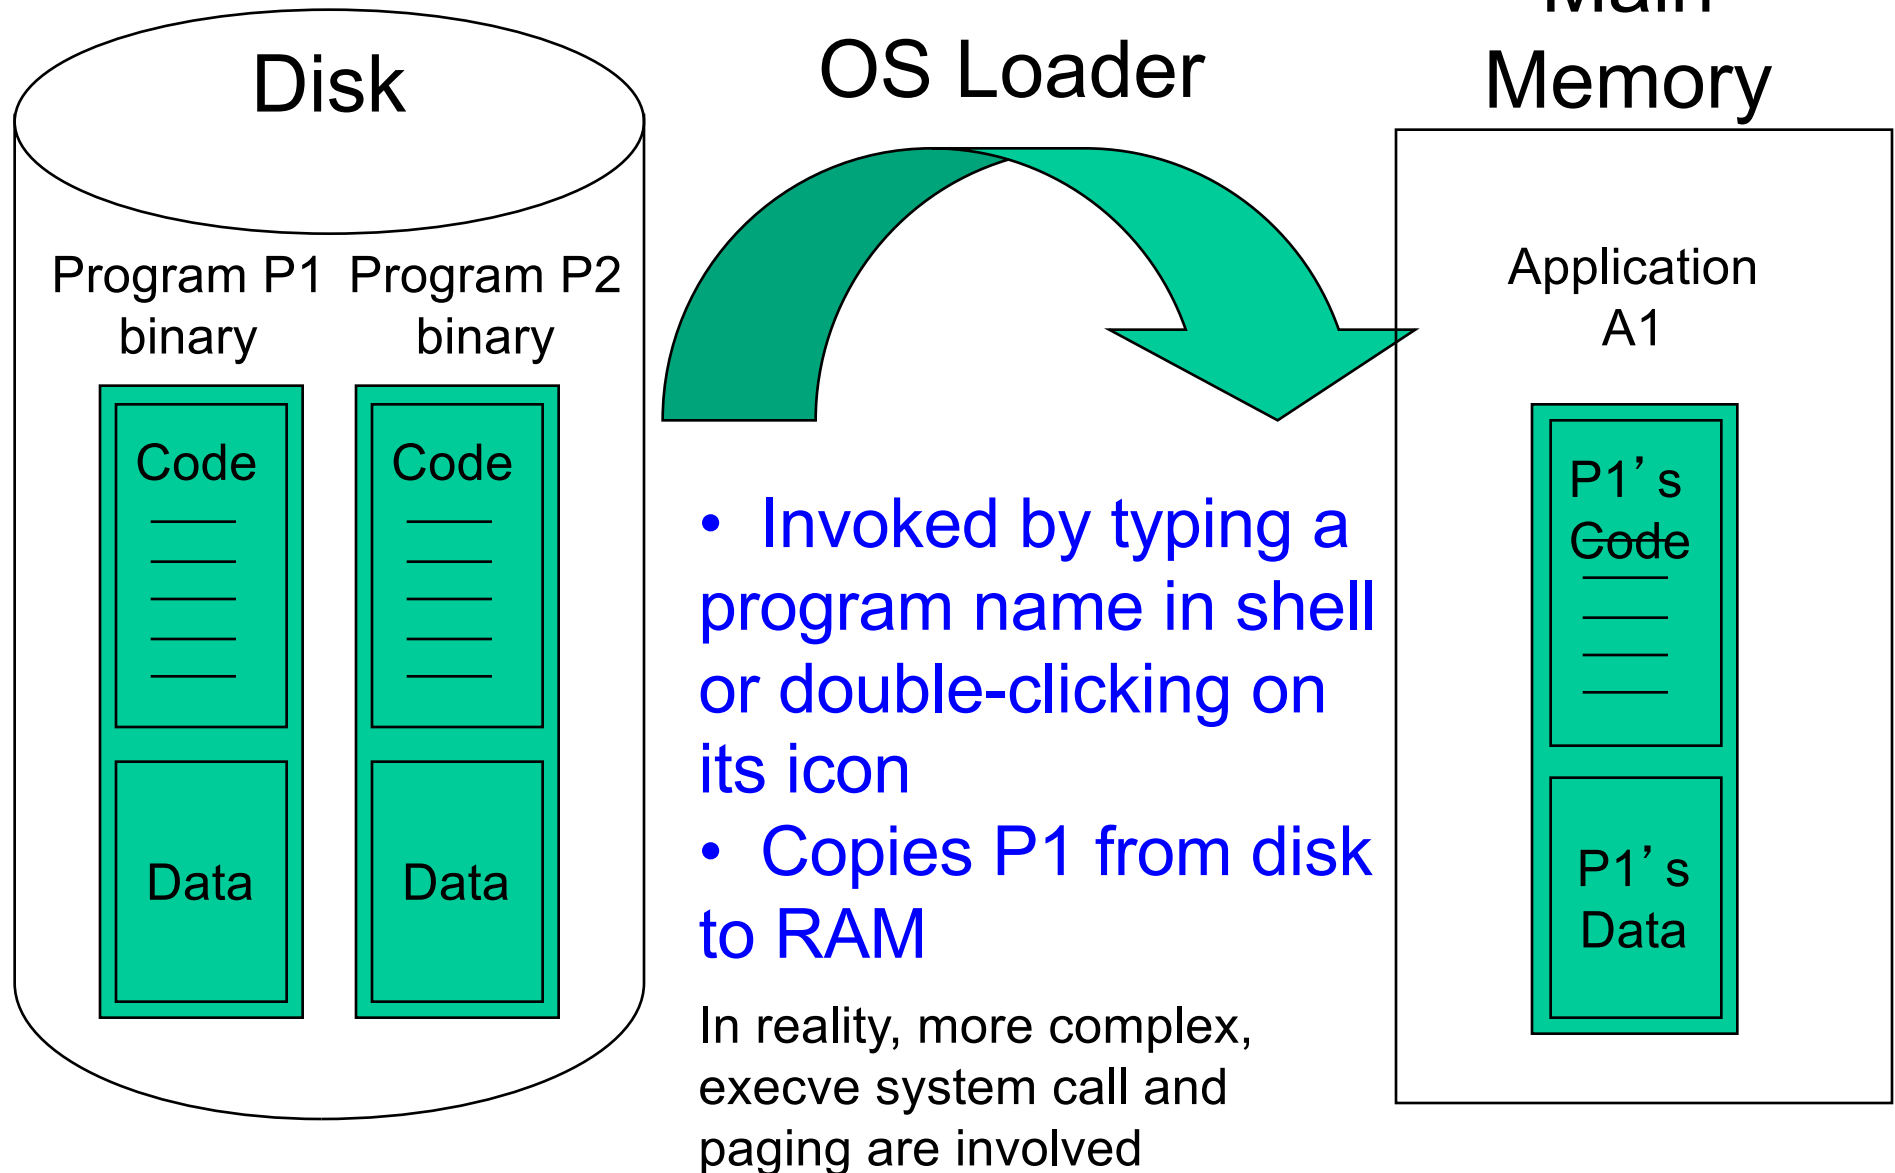 Disk
Program P1
binary
Program P2
binary
Code
Data
Code
Data
OS Loader
• Invoked by typing a
program name in shell
or double-clicking on
its icon
• Copies P1 from disk
to RAM
In reality, more complex,
execve system call and
paging are involved
Main
Memory
Application
A1
P1’s
Code
P1’s
Data